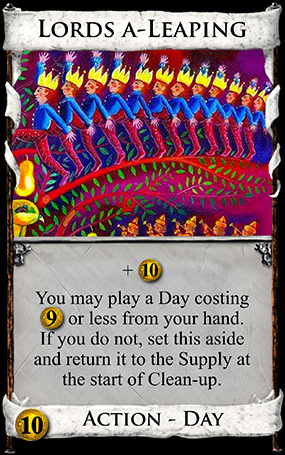 LORDS A-LEAPING
+ 10
You may play a Day costing
9 or less from your hand.
If you do not, set this aside
and return it to the Supply at
the start of Clean-up.
10 ACTION - DAY